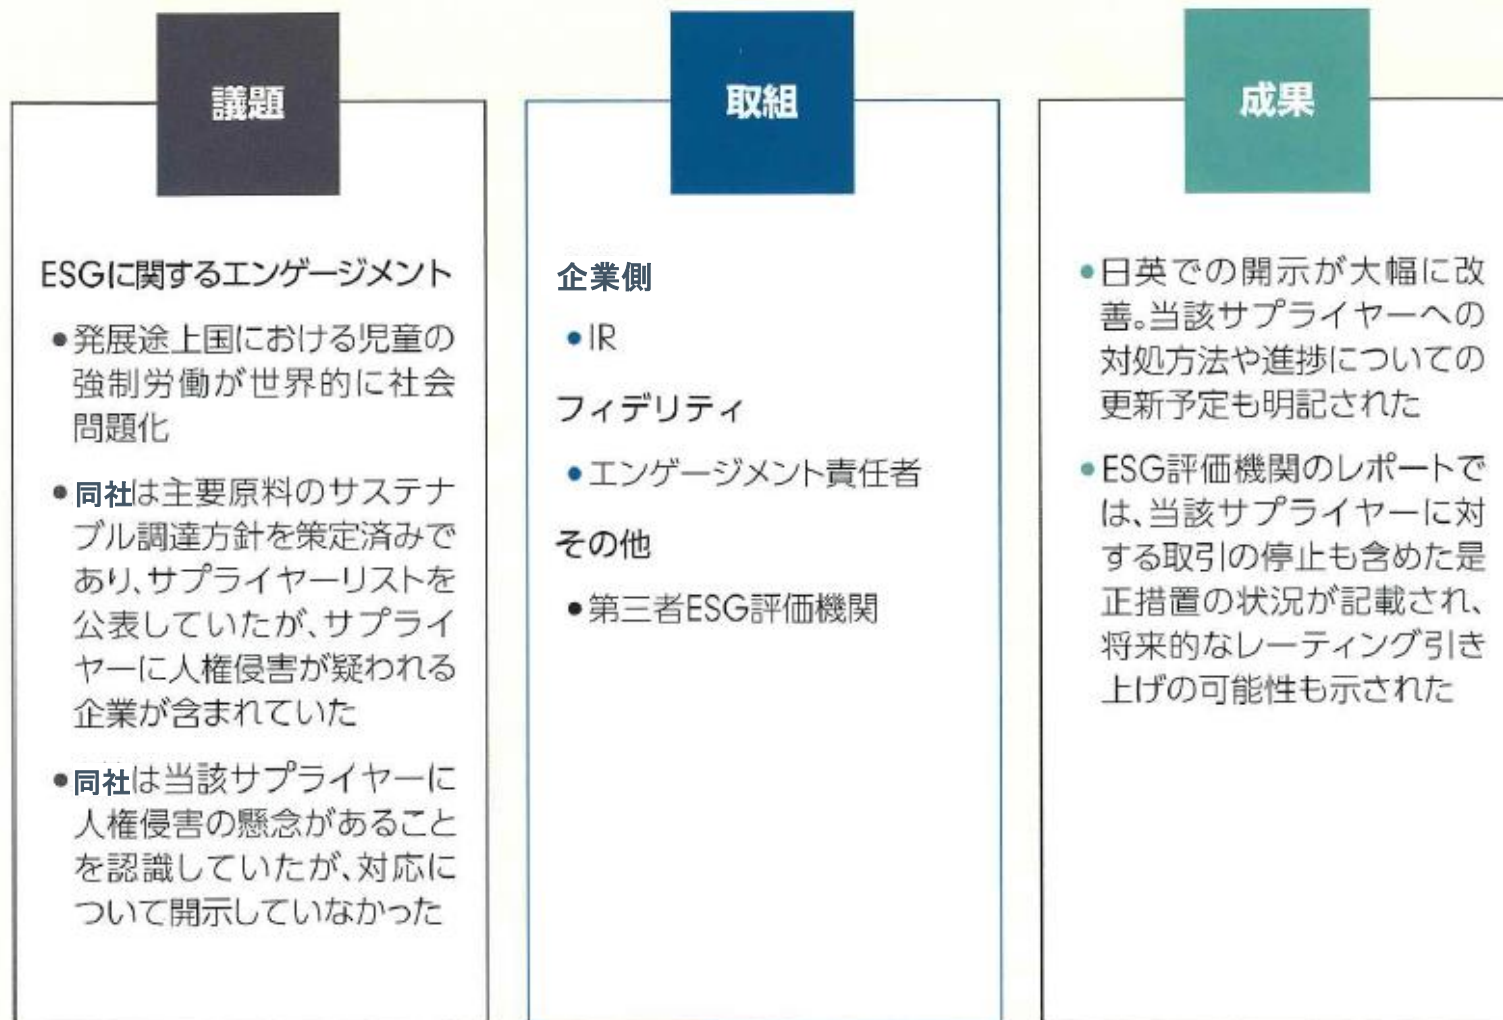 議題
ESGに関するエンゲージメント
●発展途上国における児童の
強制労働が世界的に社会
問題化
●同社は主要原料のサステナ
ブル調達方針を策定済みで
あり、サプライヤーリストを
公表していたが、サプライ
ヤーに人権侵害が疑われる
企業が含まれていた
●同社は当該サプライヤーに
人権侵害の懸念があること
を認識していたが、対応に
ついて開示していなかった
取組
企業側
●IR
フィデリティ
●エンゲージメント責任者
その他
●第三者ESG評価機関
成果
●日英での開示が大幅に改
善。当該サプライヤーへの
対処方法や進捗についての
更新予定も明記された
●ESG評価機関のレポートで
は、当該サプライヤーに対
する取引の停止も含めた是
正措置の状況が記載され、
将来的なレーティング引き
上げの可能性も示された